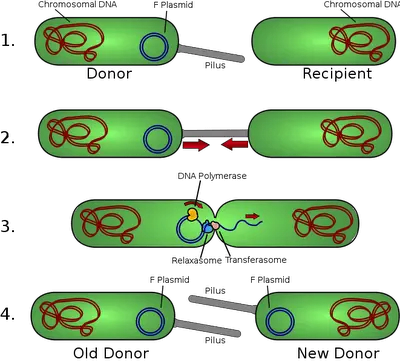 Chromosomal DNA
F Plasmid
Chromosomal DNA
1.
Pilus
Donor
Recipient
2.
DNA Polymerase
3.
Relaxasome
Transferasome
F Plasmid
Pilus
F Plasmid
4.
Pilus
Old Donor
New Donor